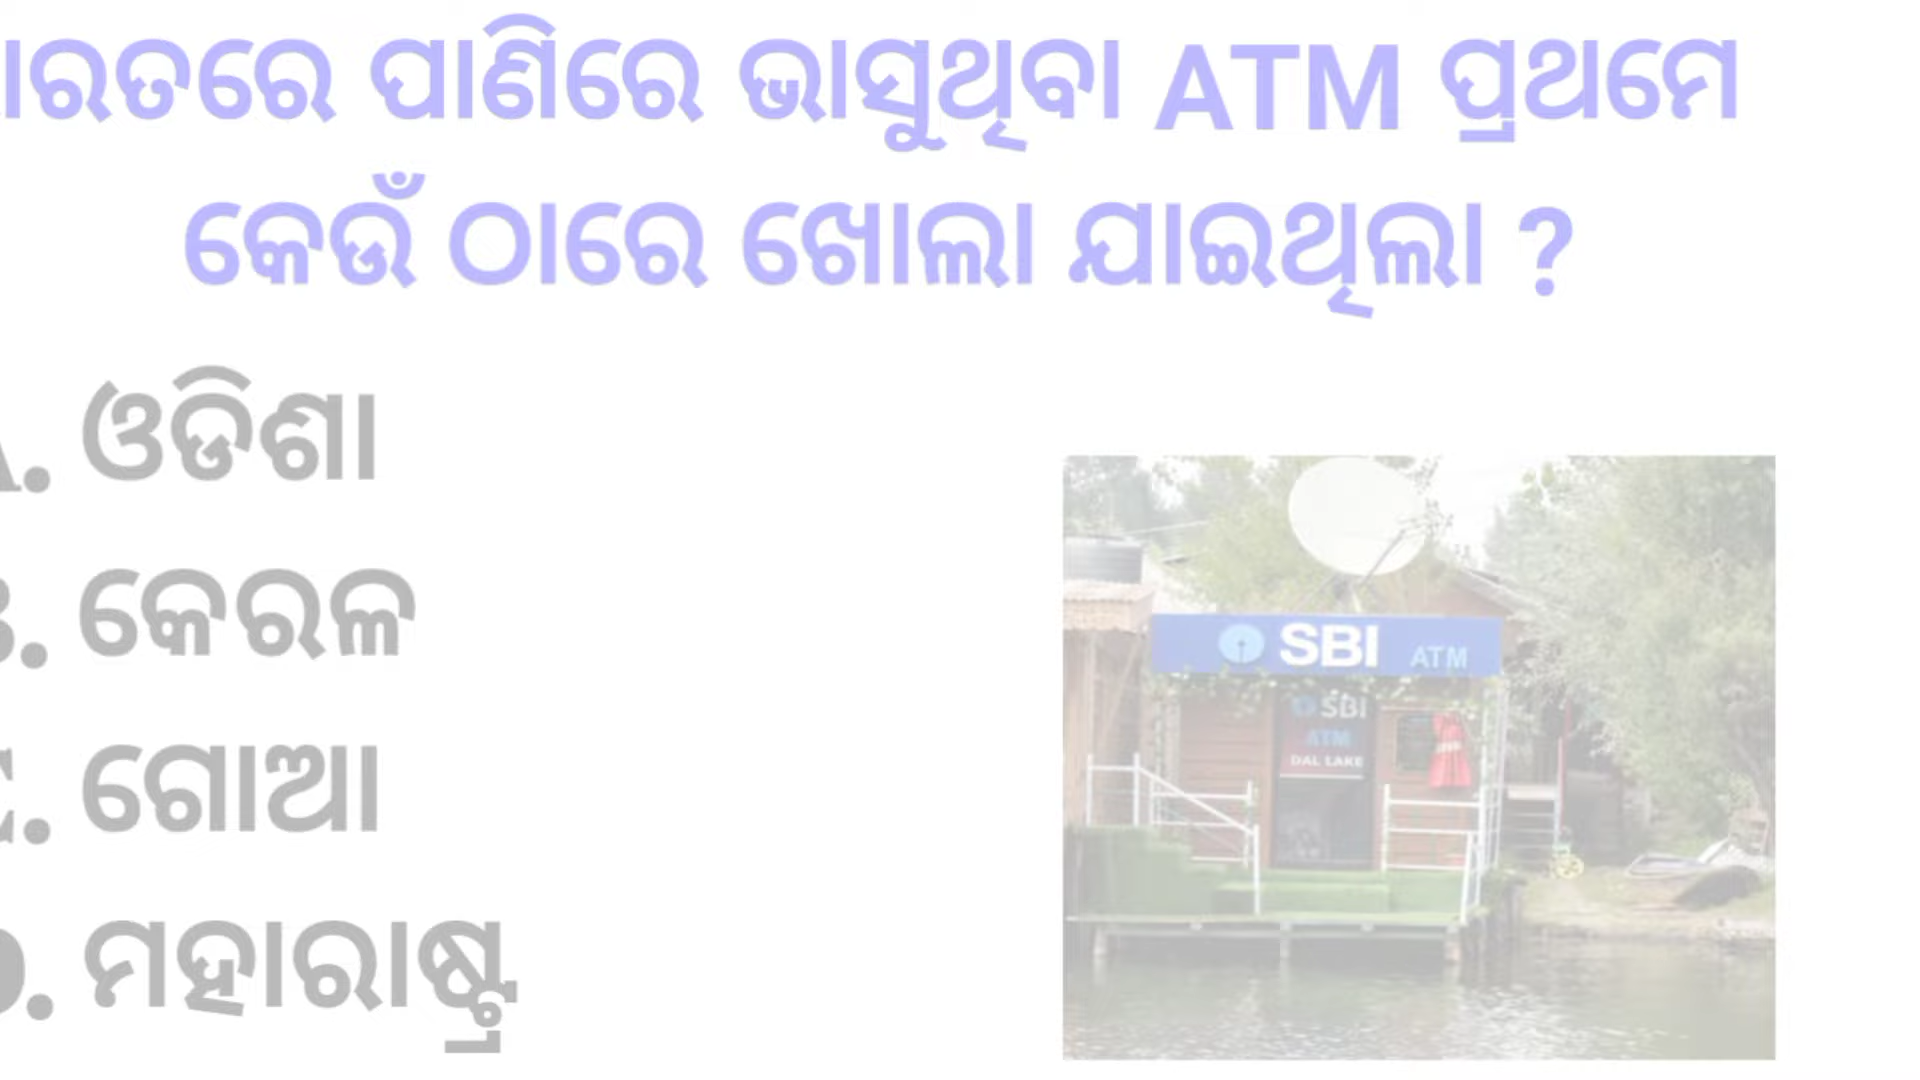 ାରତରେ ପାଣିରେ ଭାସୁଥିବା ATM ପ୍ରଥମେ
କେଉଁ ଠାରେ ଖୋଲା ଯାଇଥିଲା ?
A. ଓଡିଶା
B. କେରଳ
C. ଗୋଆ
D. ମହାରାଷ୍ଟ୍ର
SBI ATM
SBI
ATM
DAL LAKE